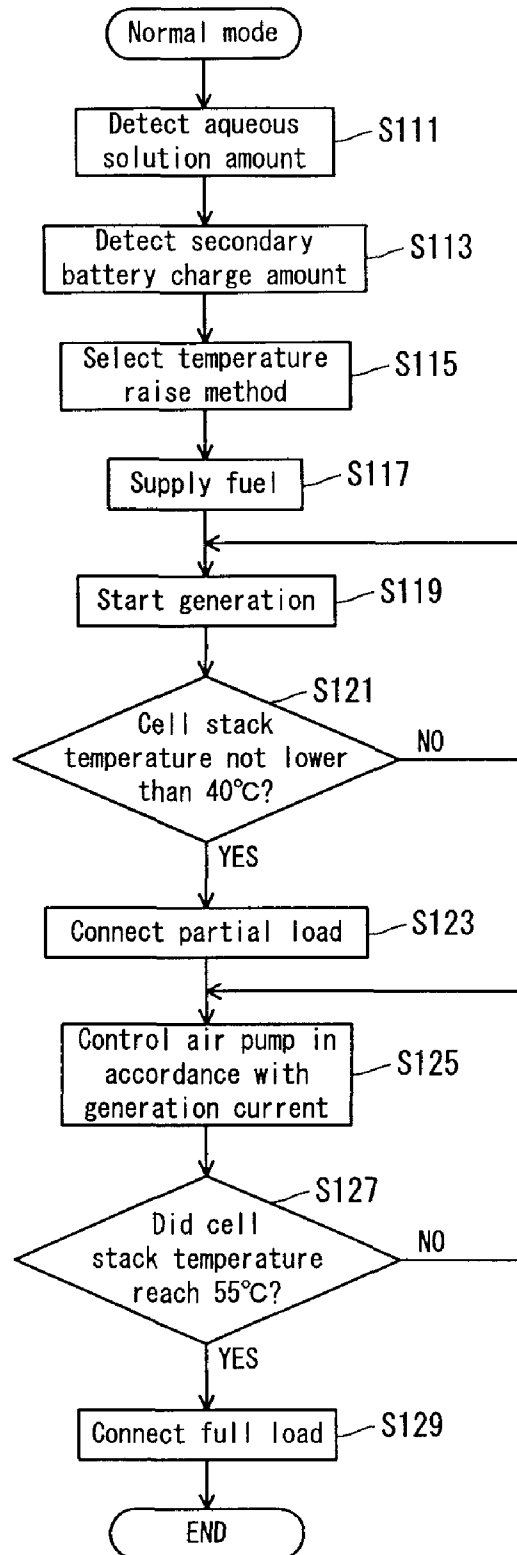 Normal mode
Detect aqueous
solution amount
S111
Detect secondary
battery charge amount
S113
Select temperature
raise method
S115
Supply fuel
S117
Start generation
S119
S121
Cell stack
temperature not lower
than 40℃?
NO
YES
Connect partial load
S123
Control air pump in
accordance with
generation current
S125
S127
Did cell
stack temperature
reach 55℃?
NO
YES
Connect full load
S129
END